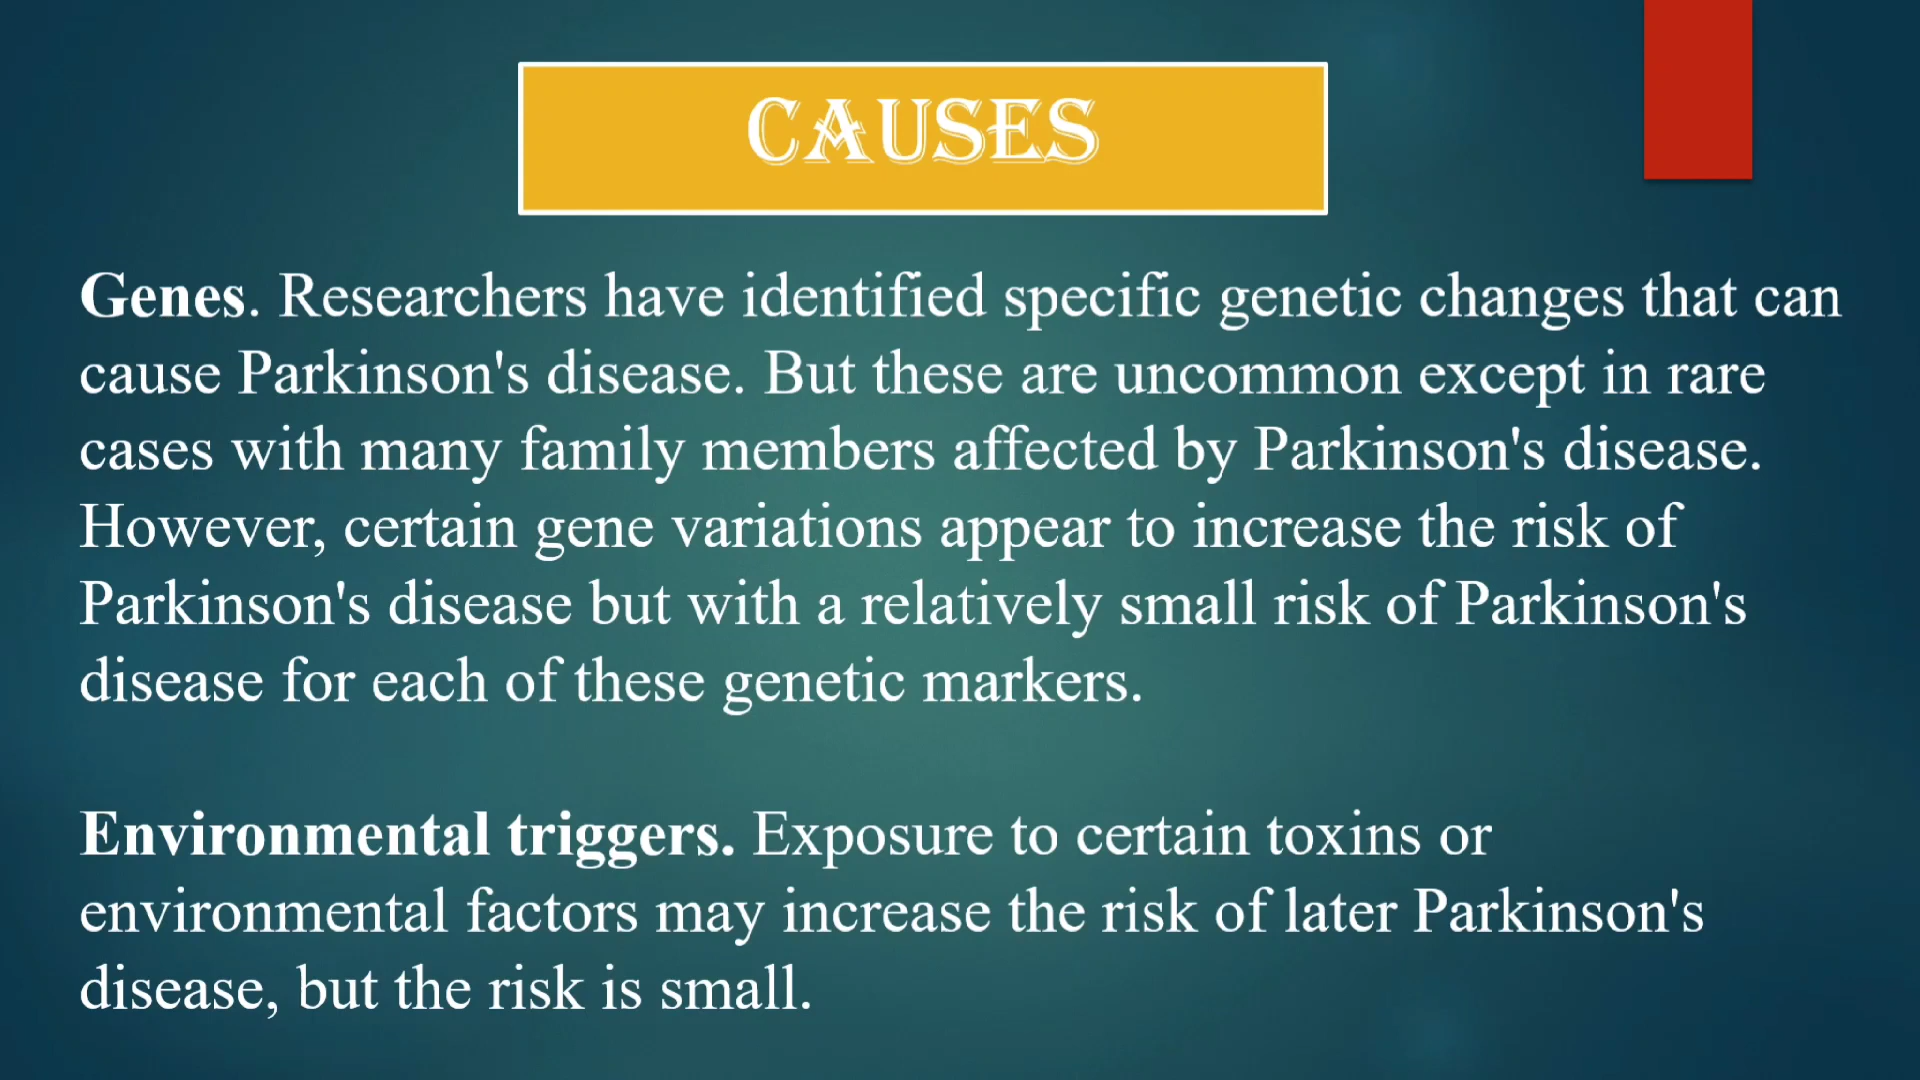 CAUSES
Genes. Researchers have identified specific genetic changes that can
cause Parkinson's disease. But these are uncommon except in rare
cases with many family members affected by Parkinson's disease.
However, certain gene variations appear to increase the risk of
Parkinson's disease but with a relatively small risk of Parkinson's
disease for each of these genetic markers.
Environmental triggers. Exposure to certain toxins or
environmental factors may increase the risk of later Parkinson's
disease, but the risk is small.